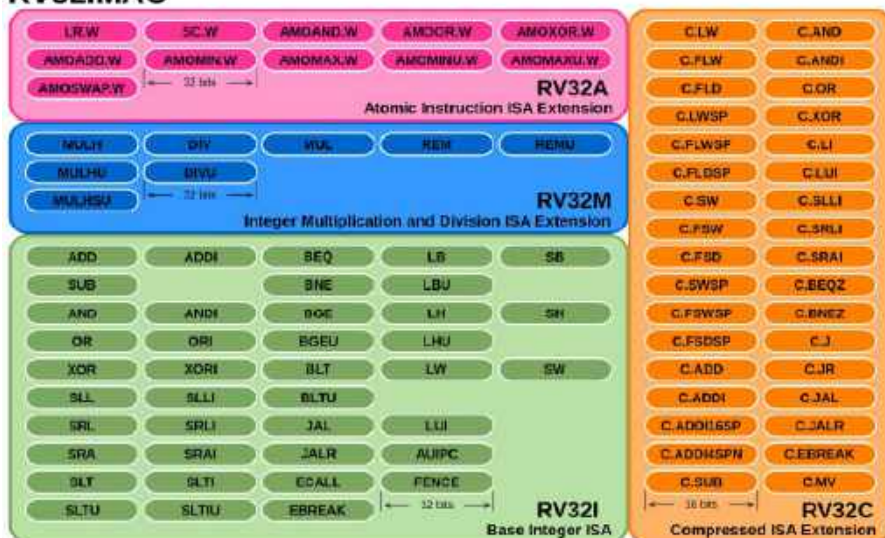 RV32IMAC
LR.W SC.W AMOAND.W AMOOR.W AMOXOR.W
AMOADD.W AMOMIN.W AMOMAX.W AMOMINU.W AMOMAXU.W
AMOSWAP.W 32 bits RV32A
Atomic Instruction ISA Extension
MULH DIV MUL REM REMU
MULHU DIVU
MULHSU 32 bits RV32M
Integer Multiplication and Division ISA Extension
ADD ADDI BEQ LB SB
SUB BNE LBU
AND ANDI BGE LH SH
OR ORI BGEU LHU
XOR XORI BLT LW SW
SLL SLLI BLTU
SRL SRLI JAL LUI
SRA SRAI JALR AUIPC
SLT SLTI ECALL FENCE
SLTU SLTIU EBREAK 32 bits RV32I
Base Integer ISA
C.LW C.AND
C.FLW C.ANDI
C.FLD C.OR
C.LWSP C.XOR
C.FLWSP C.LI
C.FLDSP C.LUI
C.SW C.SLLI
C.FSW C.SRLI
C.FSD C.SRAI
C.SWSP C.BEQZ
C.FSWSP C.BNEZ
C.FSDSP C.J
C.ADD C.JR
C.ADDI C.JAL
C.ADDI16SP C.JALR
C.ADDI4SPN C.EBREAK
C.SUB C.MV
16 bits RV32C
Compressed ISA Extension